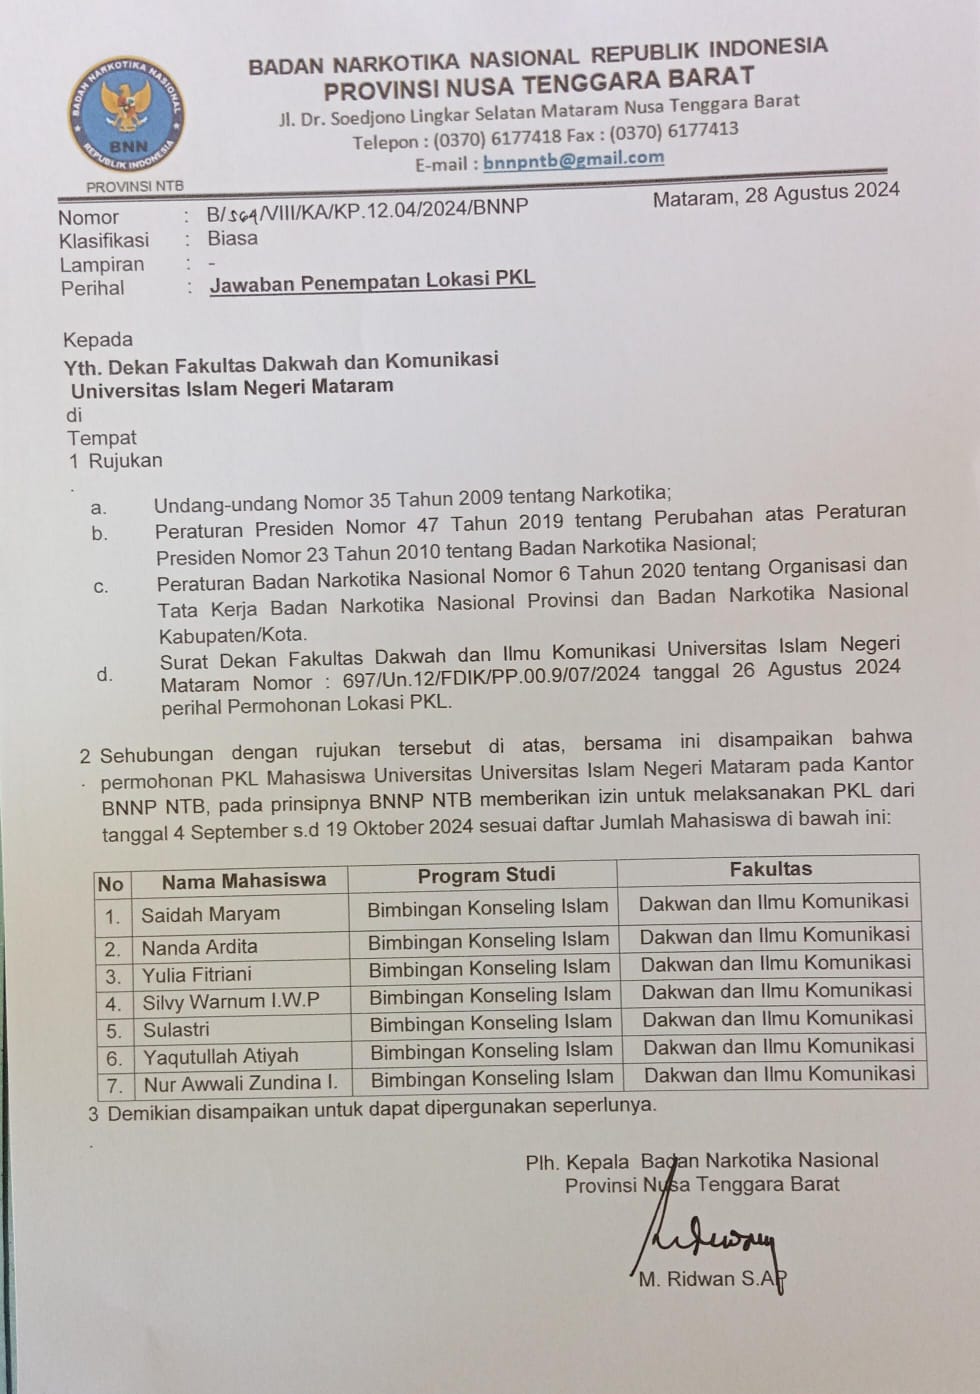 BADAN NARKOTIKA NASIONAL REPUBLIK INDONESIA
PROVINSI NUSA TENGGARA BARAT
Jl. Dr. Soedjono Lingkar Selatan Mataram Nusa Tenggara Barat
Telepon : (0370) 6177418 Fax : (0370) 6177413
E-mail : bnnpntb@gmail.com
BADAN NARKOTIKA NASIONAL
BNN
REPUBLIK INDONESIA
PROVINSI NTB
Mataram, 28 Agustus 2024
Nomor : B/569/VIII/KA/KP.12.04/2024/BNNP
Klasifikasi : Biasa
Lampiran : -
Perihal : Jawaban Penempatan Lokasi PKL
Kepada
Yth. Dekan Fakultas Dakwah dan Komunikasi
Universitas Islam Negeri Mataram
di
Tempat
1 Rujukan
.
a. Undang-undang Nomor 35 Tahun 2009 tentang Narkotika;
b. Peraturan Presiden Nomor 47 Tahun 2019 tentang Perubahan atas Peraturan
Presiden Nomor 23 Tahun 2010 tentang Badan Narkotika Nasional;
c. Peraturan Badan Narkotika Nasional Nomor 6 Tahun 2020 tentang Organisasi dan
Tata Kerja Badan Narkotika Nasional Provinsi dan Badan Narkotika Nasional
Kabupaten/Kota.
d. Surat Dekan Fakultas Dakwah dan Ilmu Komunikasi Universitas Islam Negeri
Mataram Nomor : 697/Un.12/FDIK/PP.00.9/07/2024 tanggal 26 Agustus 2024
perihal Permohonan Lokasi PKL.
2 Sehubungan dengan rujukan tersebut di atas, bersama ini disampaikan bahwa
. permohonan PKL Mahasiswa Universitas Universitas Islam Negeri Mataram pada Kantor
BNNP NTB, pada prinsipnya BNNP NTB memberikan izin untuk melaksanakan PKL dari
tanggal 4 September s.d 19 Oktober 2024 sesuai daftar Jumlah Mahasiswa di bawah ini:
No Nama Mahasiswa Program Studi Fakultas
1. Saidah Maryam Bimbingan Konseling Islam Dakwan dan Ilmu Komunikasi
2. Nanda Ardita Bimbingan Konseling Islam Dakwan dan Ilmu Komunikasi
3. Yulia Fitriani Bimbingan Konseling Islam Dakwan dan Ilmu Komunikasi
4. Silvy Warnum I.W.P Bimbingan Konseling Islam Dakwan dan Ilmu Komunikasi
5. Sulastri Bimbingan Konseling Islam Dakwan dan Ilmu Komunikasi
6. Yaqutullah Atiyah Bimbingan Konseling Islam Dakwan dan Ilmu Komunikasi
7. Nur Awwali Zundina I. Bimbingan Konseling Islam Dakwan dan Ilmu Komunikasi
3 Demikian disampaikan untuk dapat dipergunakan seperlunya.
.
Plh. Kepala Badan Narkotika Nasional
Provinsi Nusa Tenggara Barat
M. Ridwan S.AP